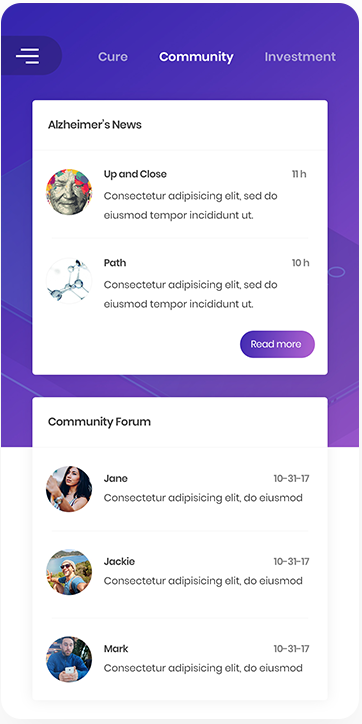 Cure Community Investment
Alzheimer's News
Up and Close 11 h
Consectetur adipisicing elit, sed do
eiusmod tempor incididunt ut.
Path 10 h
Consectetur adipisicing elit, sed do
eiusmod tempor incididunt ut.
Read more
Community Forum
Jane 10-31-17
Consectetur adipisicing elit, do eiusmod
Jackie 10-31-17
Consectetur adipisicing elit, do eiusmod
Mark 10-31-17
Consectetur adipisicing elit, do eiusmod